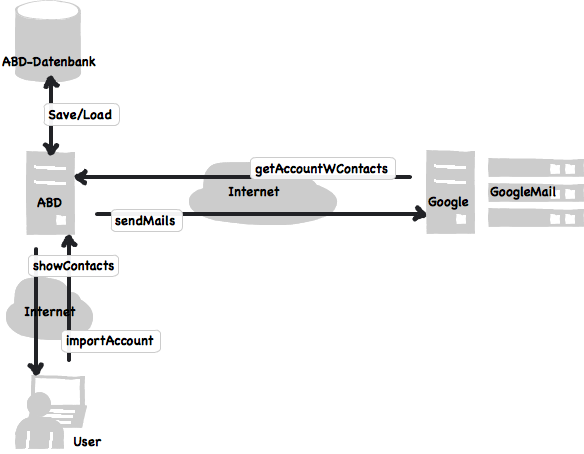 ABD-Datenbank
Save/Load
getAccountWContacts
Internet
ABD
Google
GoogleMail
sendMails
showContacts
Internet
importAccount
User